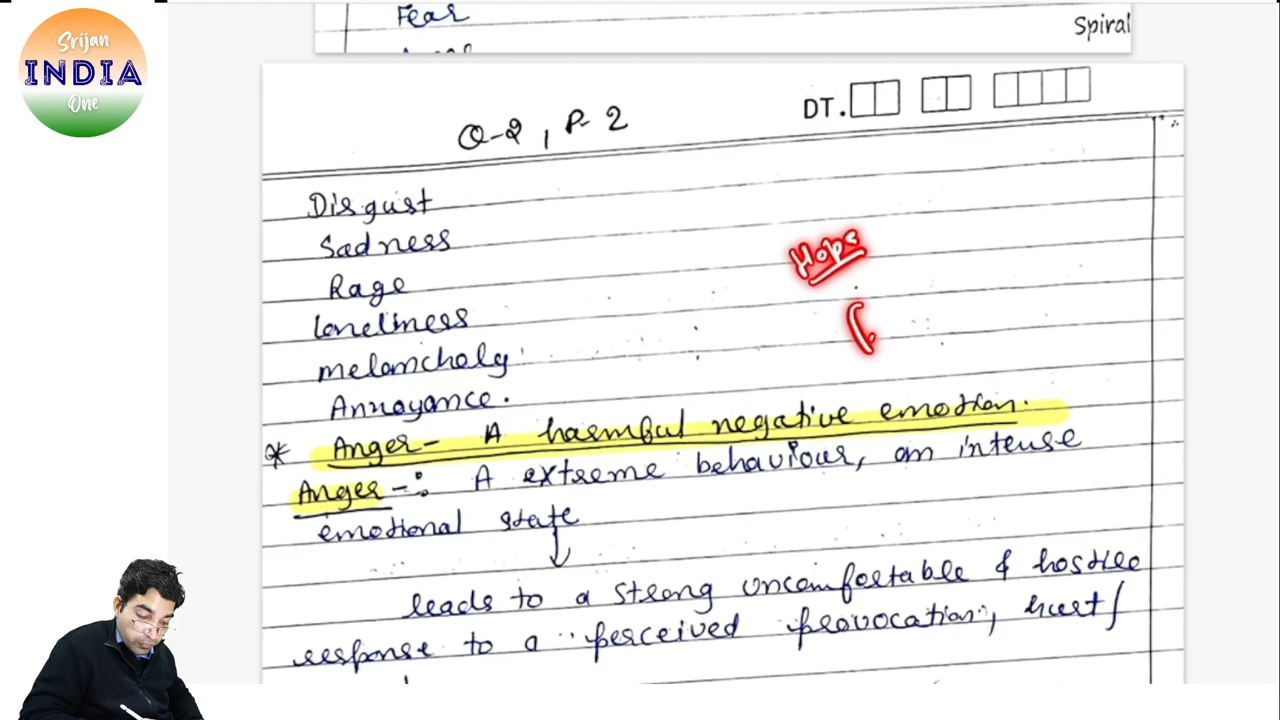 Srijan
INDIA
One
Fear
Spiral
DT.
Q-2, P-2
Disgust
Sadness
Rage
loneliness
melancholy
Annoyance.
Hope
* Anger- A harmful negative emotion.
Anger -: A extreme behaviour, an intense
emotional state
leads to a strong uncomfortable & hostile
response to a perceived provocation, hurt/